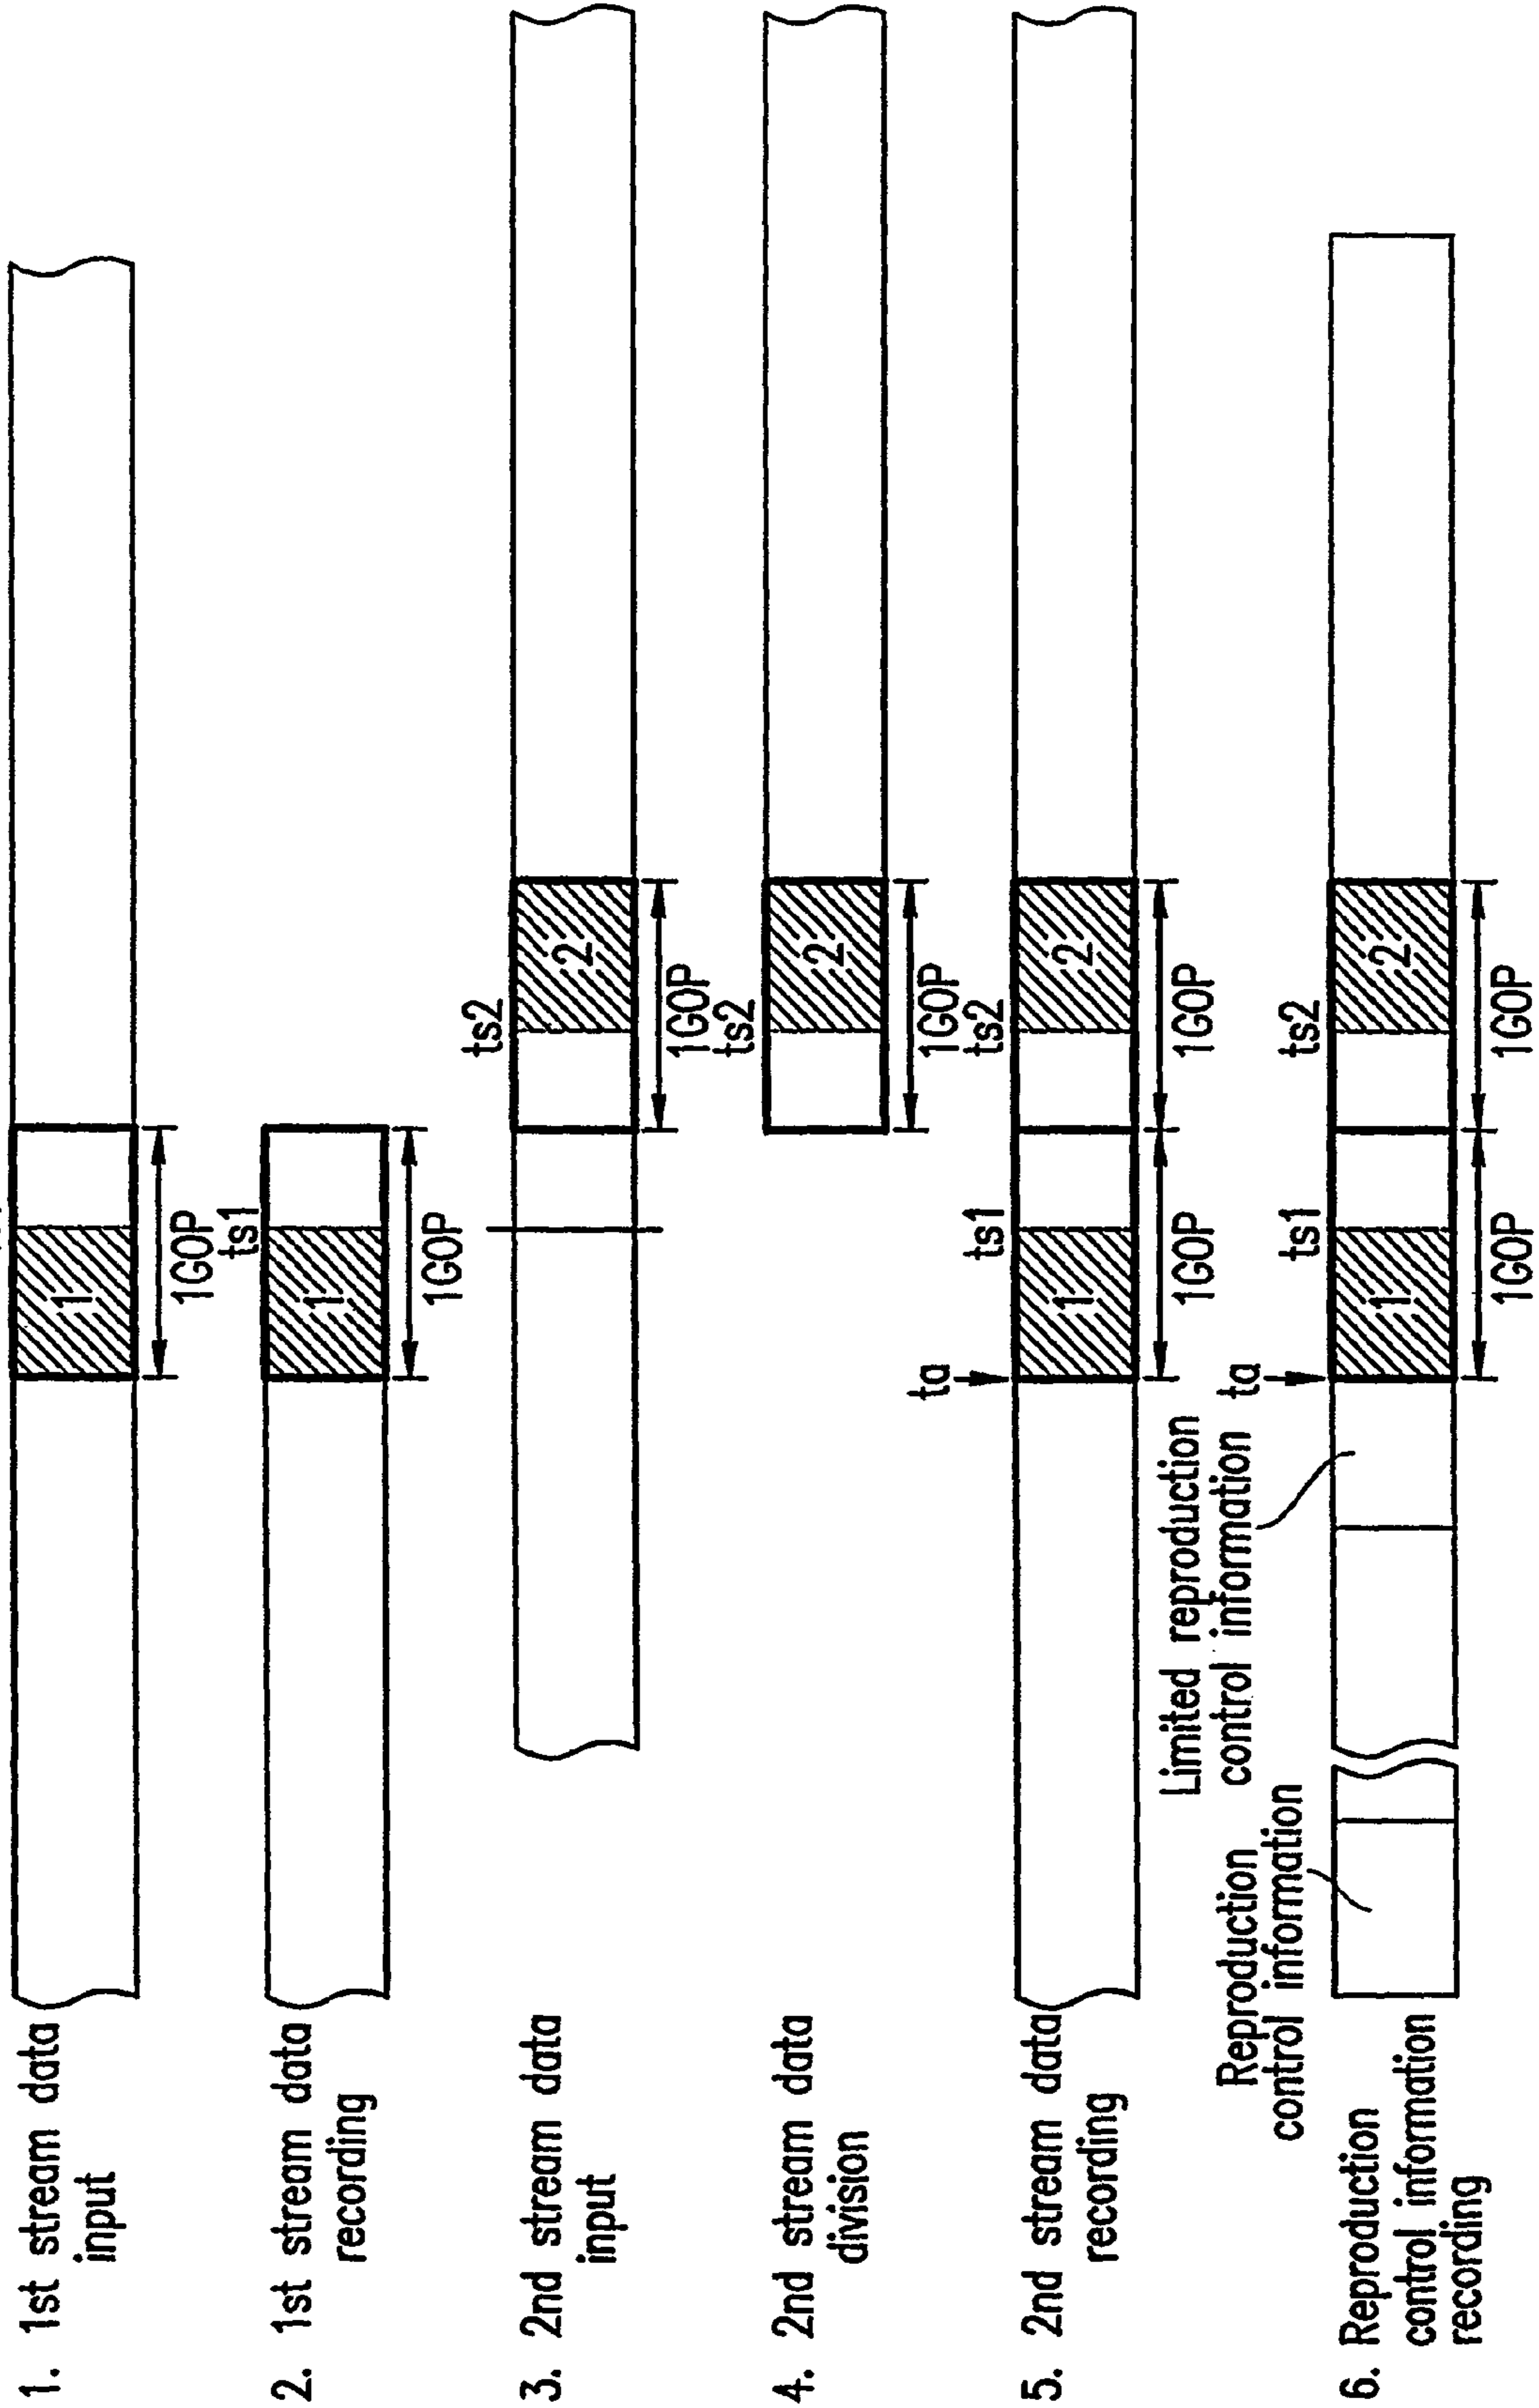 1. 1st stream data
input
1
1GOP
2. 1st stream data
recording
ts1
1
1GOP
3. 2nd stream data
input
ts2
2
1GOP
4. 2nd stream data
division
ts2
2
1GOP
5. 2nd stream data
recording
ta
ts1
ts2
1
2
1GOP
1GOP
6. Reproduction
control information
recording
Reproduction
control information
Limited reproduction
control information
ta
ts1
ts2
1
2
1GOP
1GOP